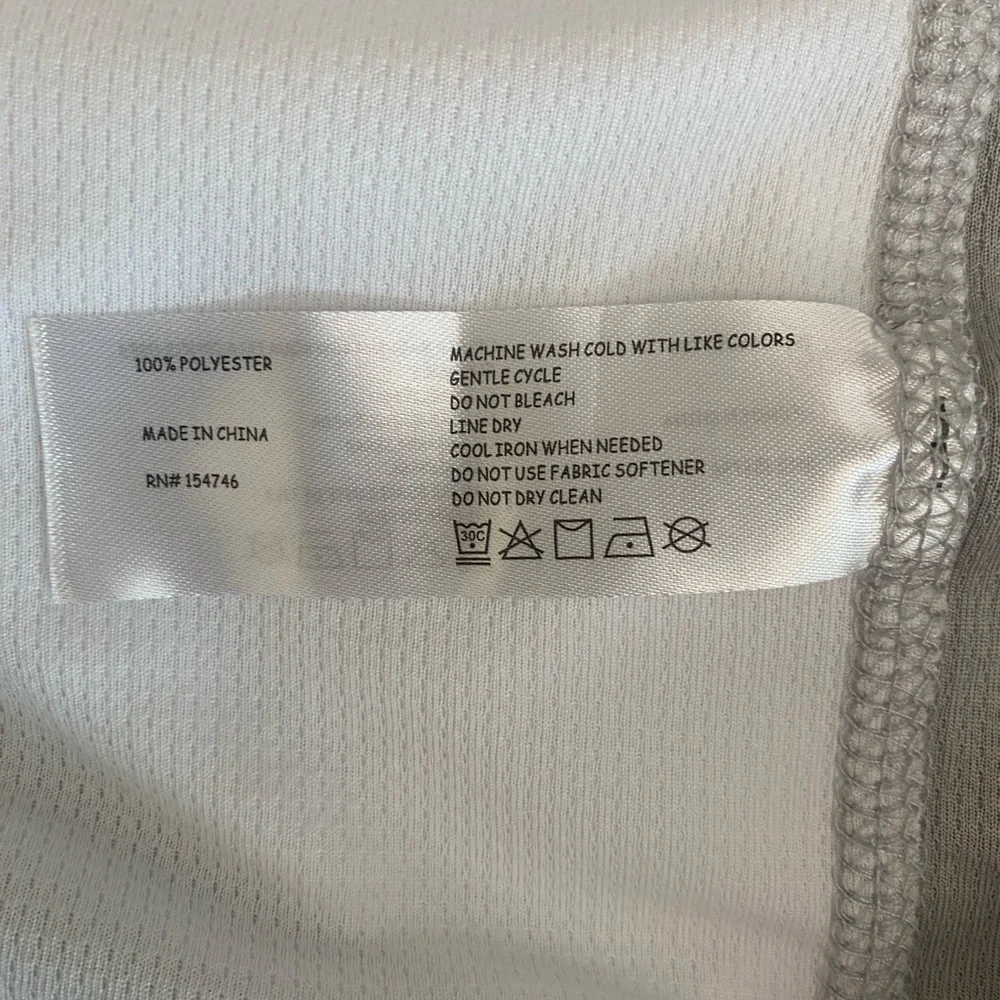 100% POLYESTER
MADE IN CHINA
RN# 154746
MACHINE WASH COLD WITH LIKE COLORS
GENTLE CYCLE
DO NOT BLEACH
LINE DRY
COOL IRON WHEN NEEDED
DO NOT USE FABRIC SOFTENER
DO NOT DRY CLEAN
30C